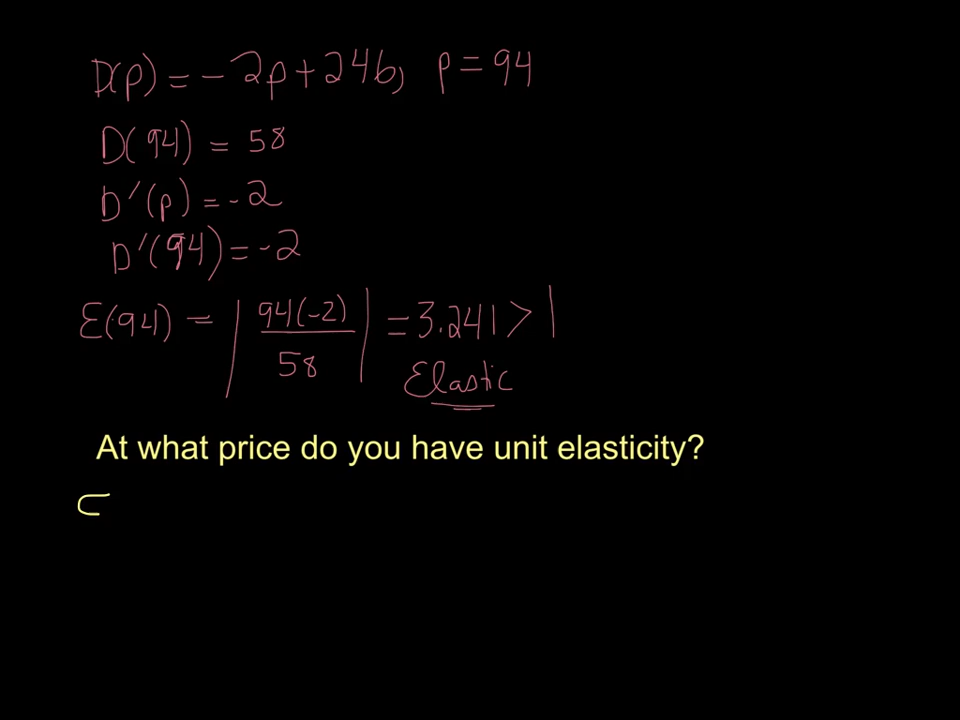 D(p) = -2p + 246, p = 94
D(94) = 58
D'(p) = -2
D'(94) = -2
E(94) = | 94(-2) / 58 | = 3.241 > 1
Elastic
At what price do you have unit elasticity?